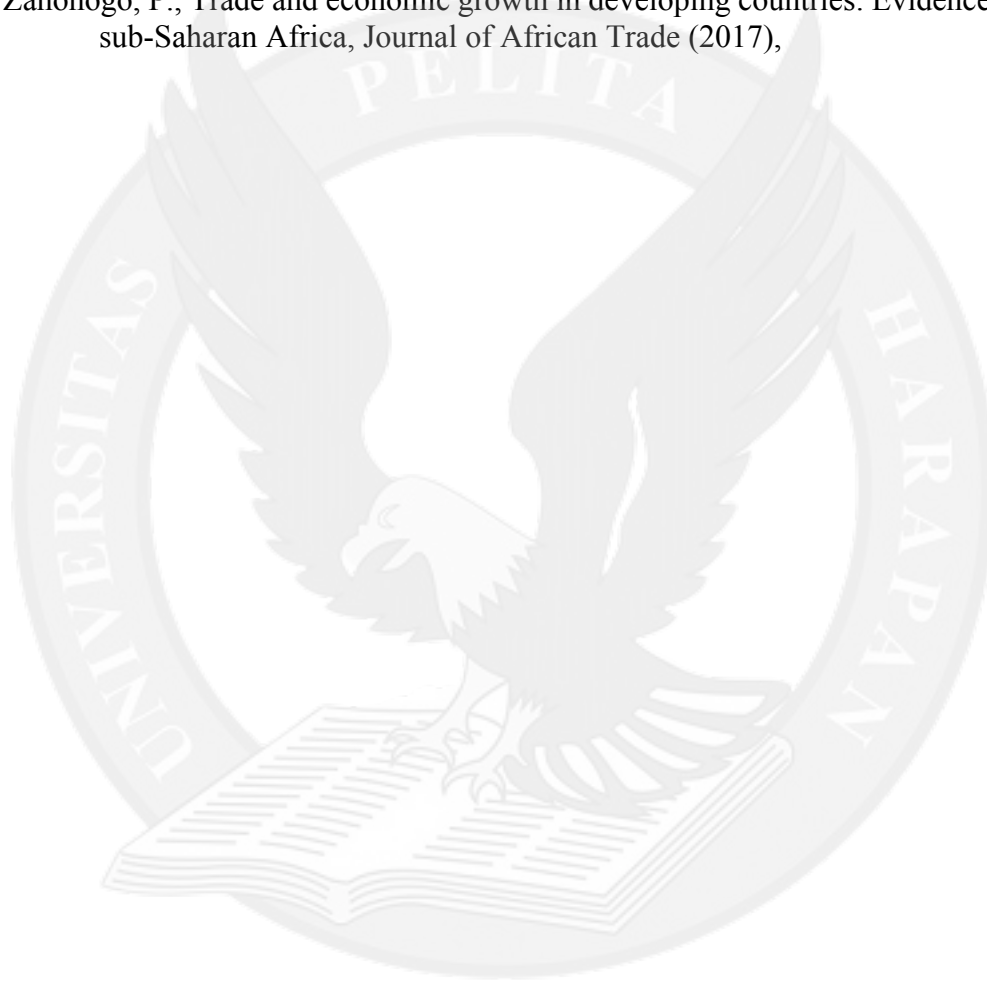 Zahonogo, P., Trade and economic growth in developing countries: Evidence
sub-Saharan Africa, Journal of African Trade (2017),
UNIVERSITAS PELITA HARAPAN